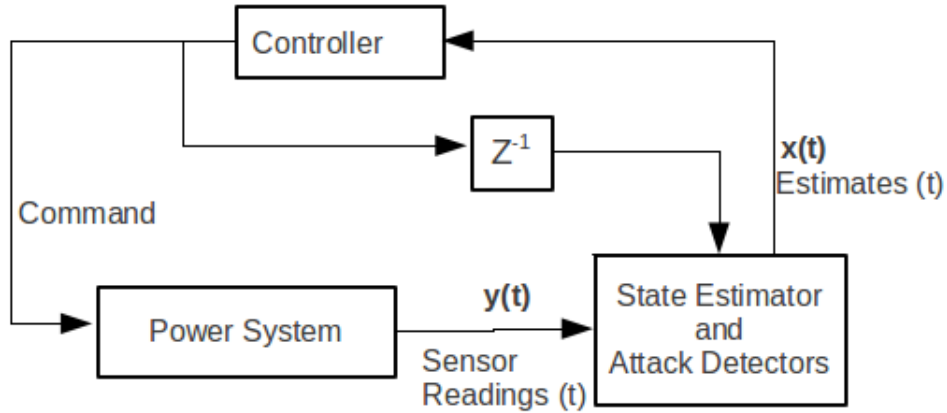 Controller
Z-1
x(t)
Estimates (t)
Command
y(t)
Power System
Sensor
Readings (t)
State Estimator
and
Attack Detectors